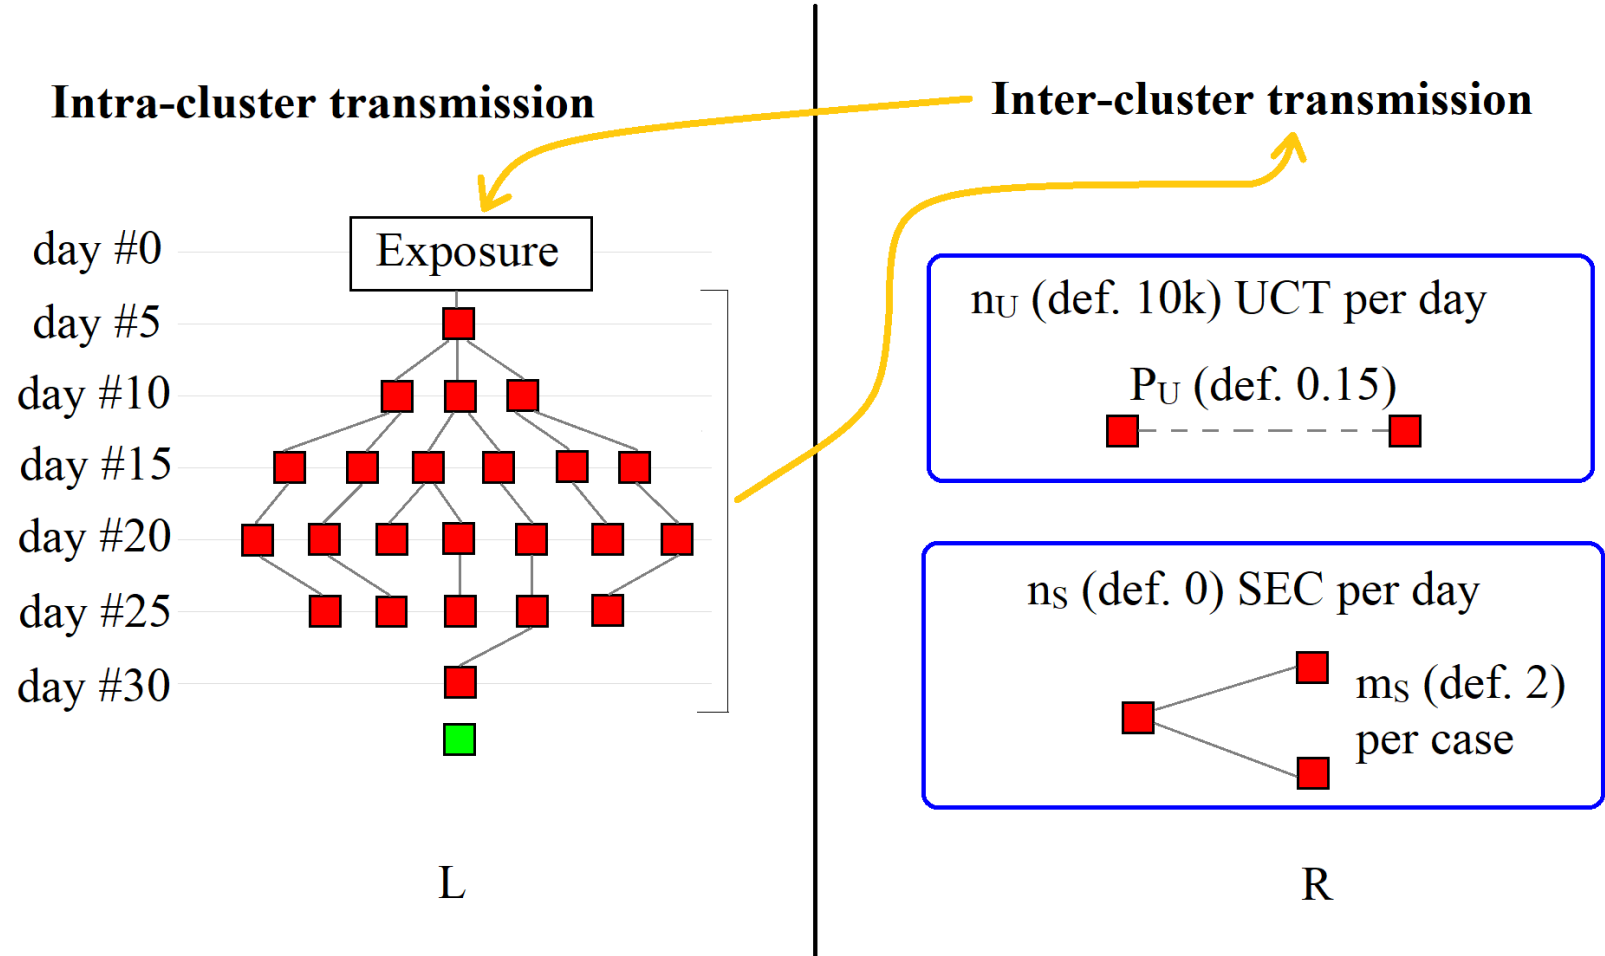 Intra-cluster transmission
day #0
Exposure
day #5
day #10
day #15
day #20
day #25
day #30
L
Inter-cluster transmission
nU (def. 10k) UCT per day
PU (def. 0.15)
nS (def. 0) SEC per day
mS (def. 2)
per case
R